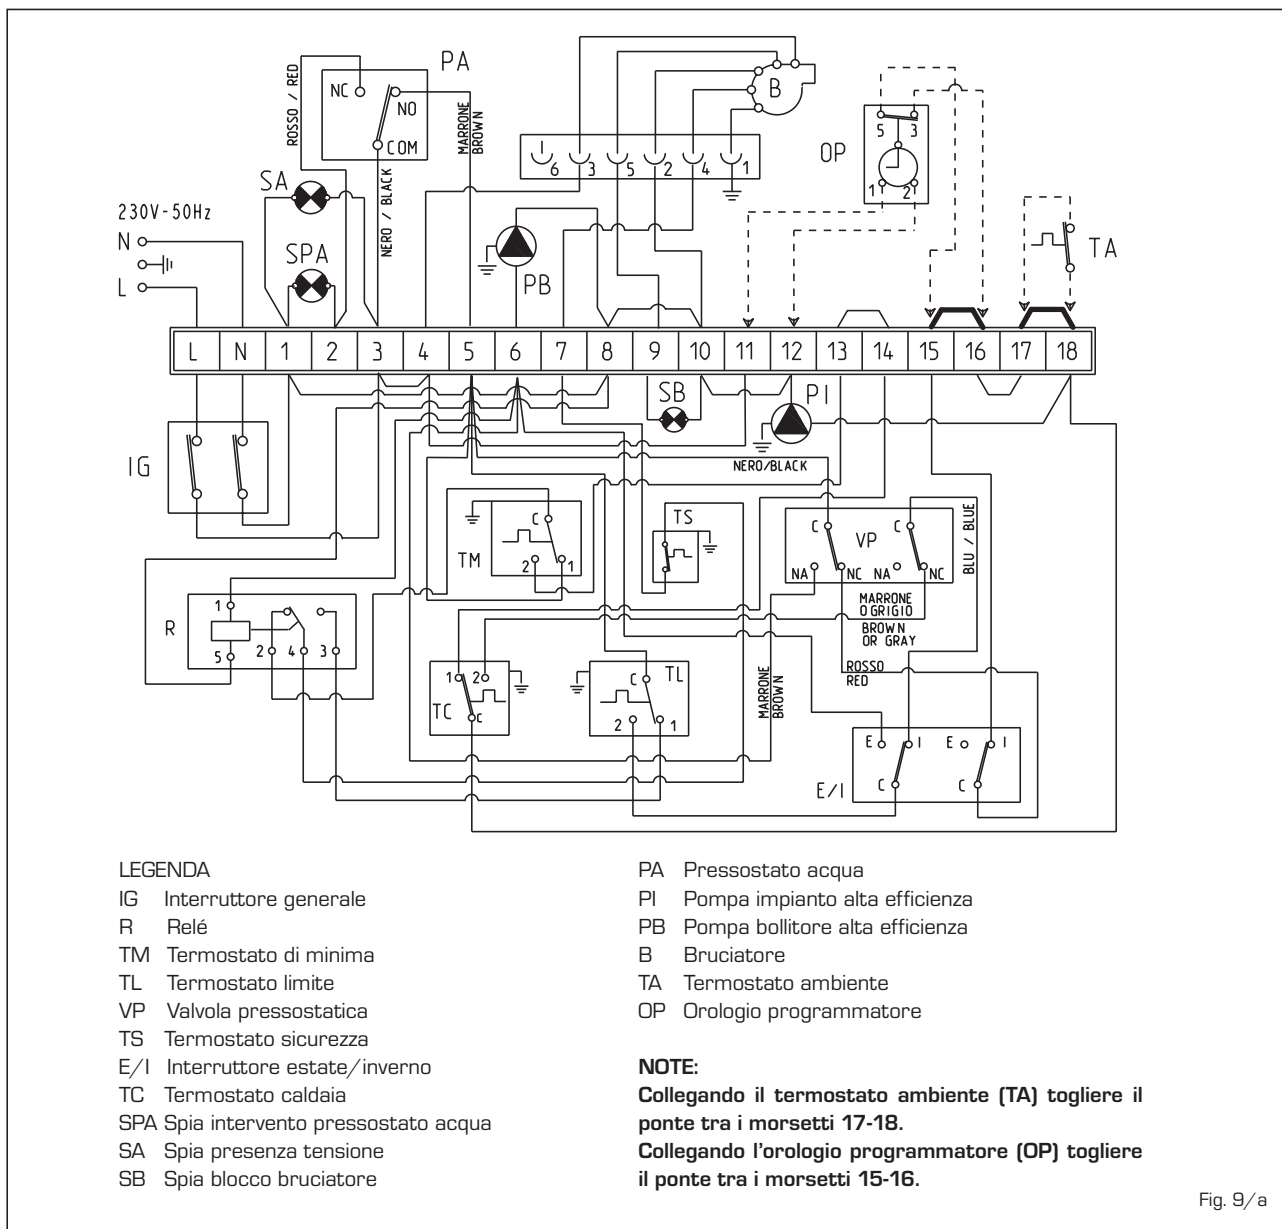 PA
NC
NO
COM
ROSSO / RED
MARRONE
BROWN
NERO / BLACK
SA
SPA
230V-50Hz
N
L
B
6 3 5 2 4 1
PB
OP
5 3
1 2
TA
L N 1 2 3 4 5 6 7 8 9 10 11 12 13 14 15 16 17 18
IG
SB
PI
NERO/BLACK
TM
C
2 1
TS
VP
C C
NA NC NA NC
BLU / BLUE
MARRONE
O GRIGIO
BROWN
OR GRAY
ROSSO
RED
MARRONE
BROWN
R
1
5 2 4 3
TC
1 2
C
TL
C
2 1
E/I
E I E I
C C
LEGENDA
IG Interruttore generale
R Relé
TM Termostato di minima
TL Termostato limite
VP Valvola pressostatica
TS Termostato sicurezza
E/I Interruttore estate/inverno
TC Termostato caldaia
SPA Spia intervento pressostato acqua
SA Spia presenza tensione
SB Spia blocco bruciatore
PA Pressostato acqua
PI Pompa impianto alta efficienza
PB Pompa bollitore alta efficienza
B Bruciatore
TA Termostato ambiente
OP Orologio programmatore
NOTE:
Collegando il termostato ambiente (TA) togliere il
ponte tra i morsetti 17-18.
Collegando l'orologio programmatore (OP) togliere
il ponte tra i morsetti 15-16.
Fig. 9/a